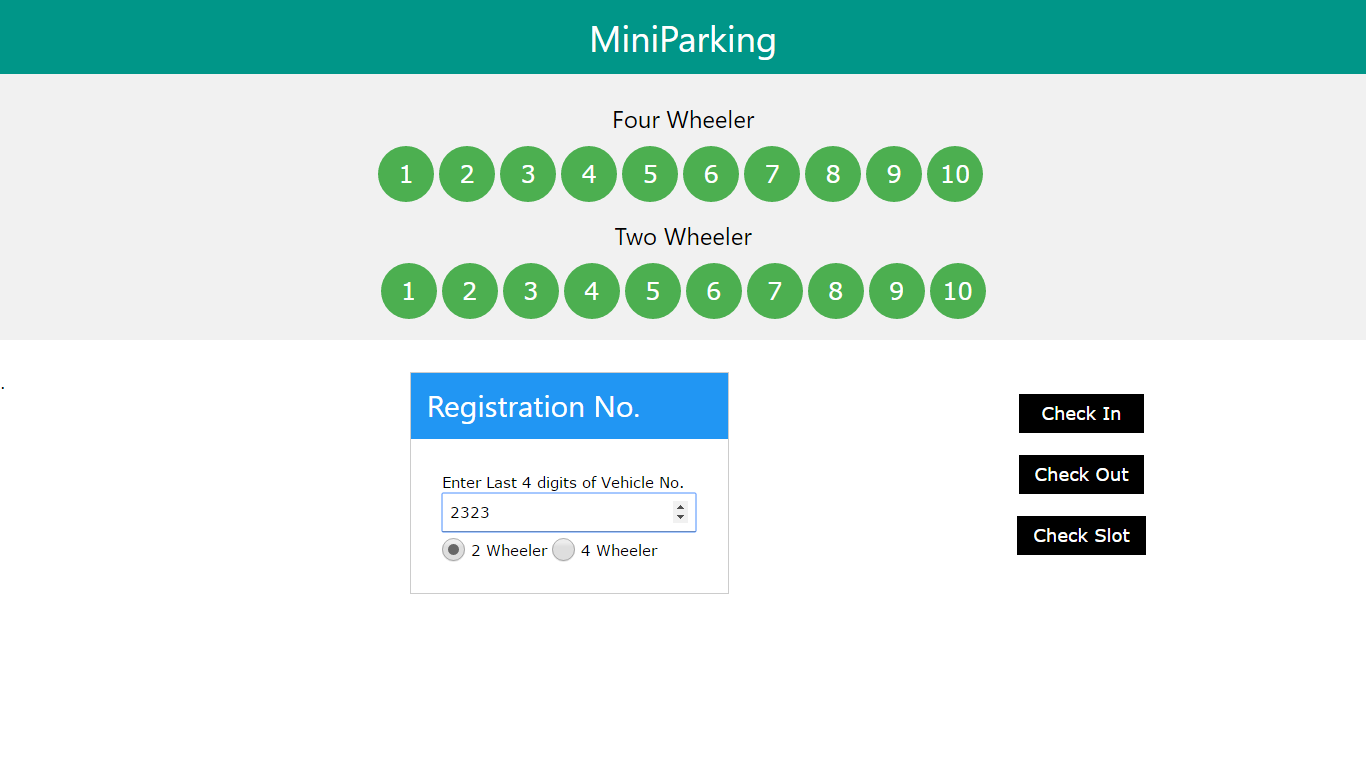 MiniParking
Four Wheeler
1 2 3 4 5 6 7 8 9 10
Two Wheeler
1 2 3 4 5 6 7 8 9 10
.
Registration No.
Enter Last 4 digits of Vehicle No.
2323
2 Wheeler 4 Wheeler
Check In
Check Out
Check Slot